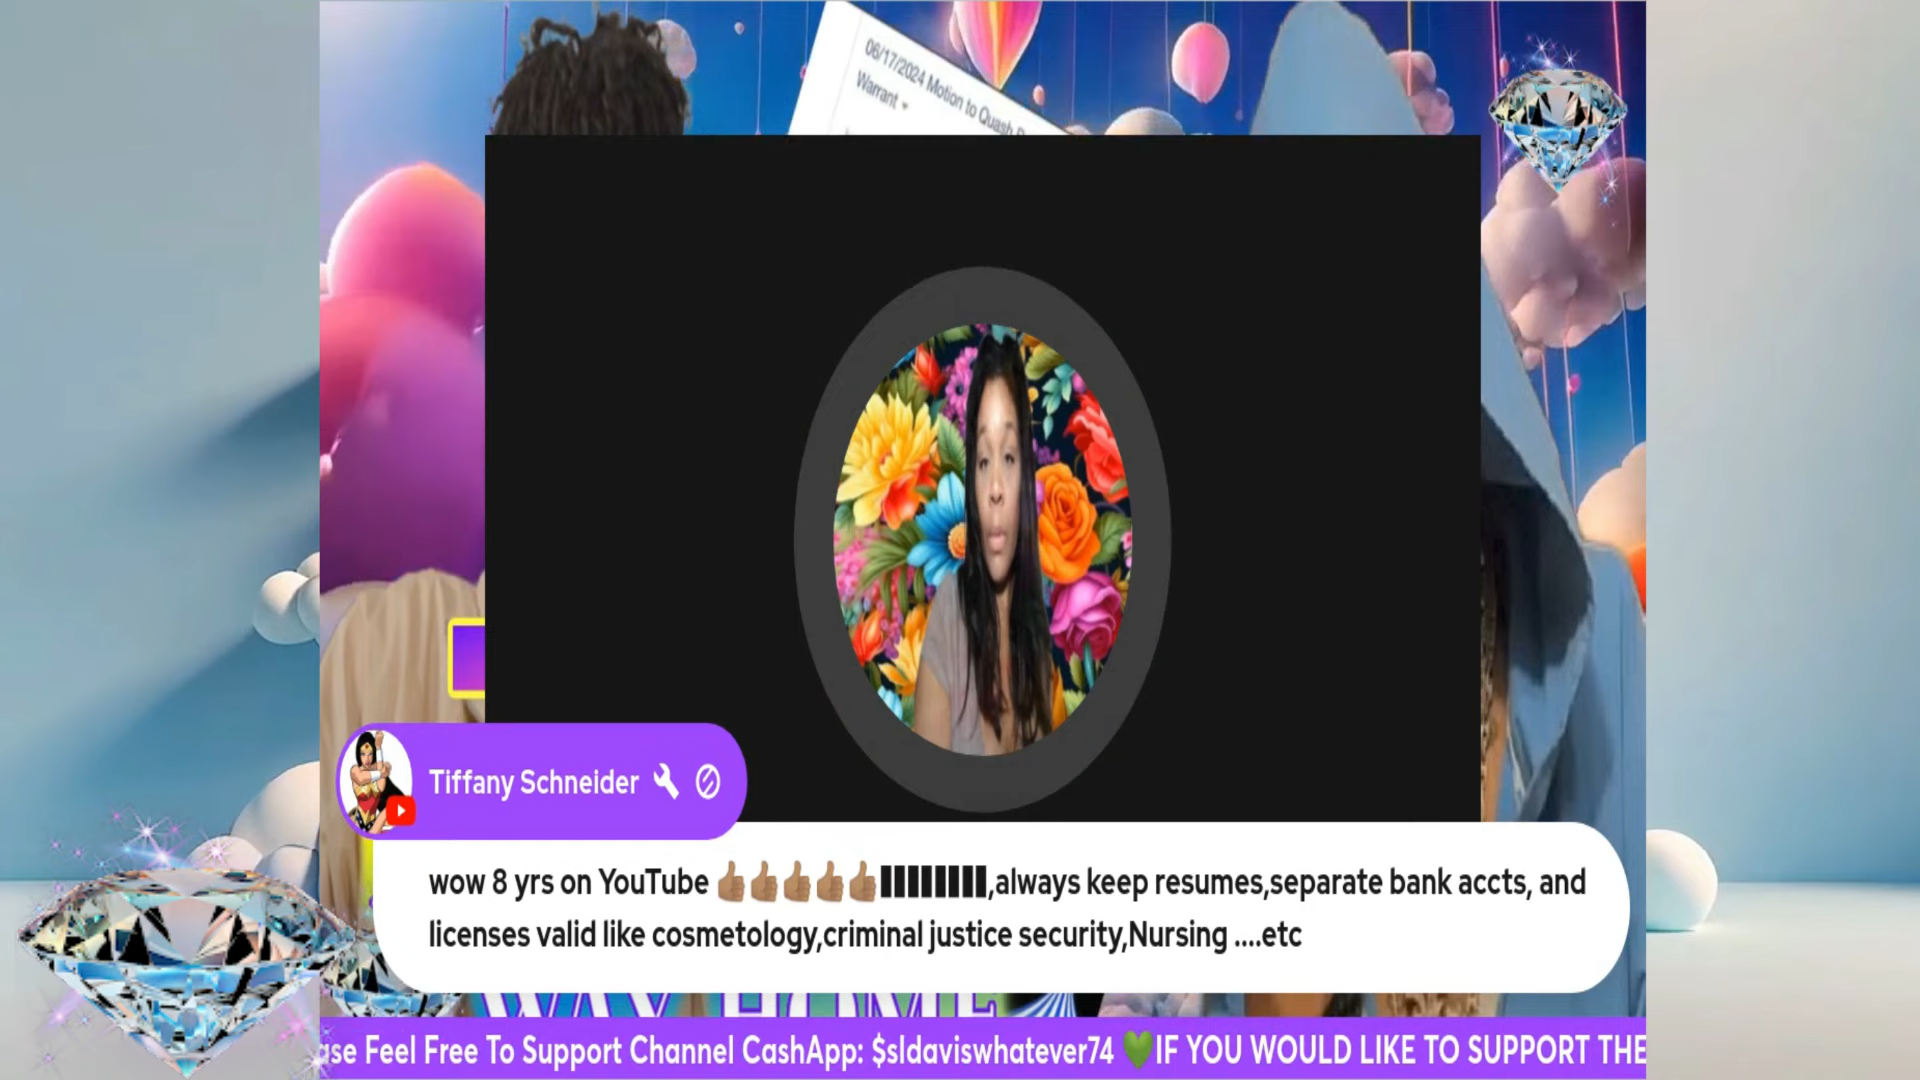 06/17/2024 Motion to Quash
Warrant
Tiffany Schneider
wow 8 yrs on YouTube 👍🏽👍🏽👍🏽👍🏽👍🏽▮▮▮▮▮▮▮▮,always keep resumes,separate bank accts, and
licenses valid like cosmetology,criminal justice security,Nursing ....etc
WAY HOME
Feel Free To Support Channel CashApp: $sldaviswhatever74 💚IF YOU WOULD LIKE TO SUPPORT THE